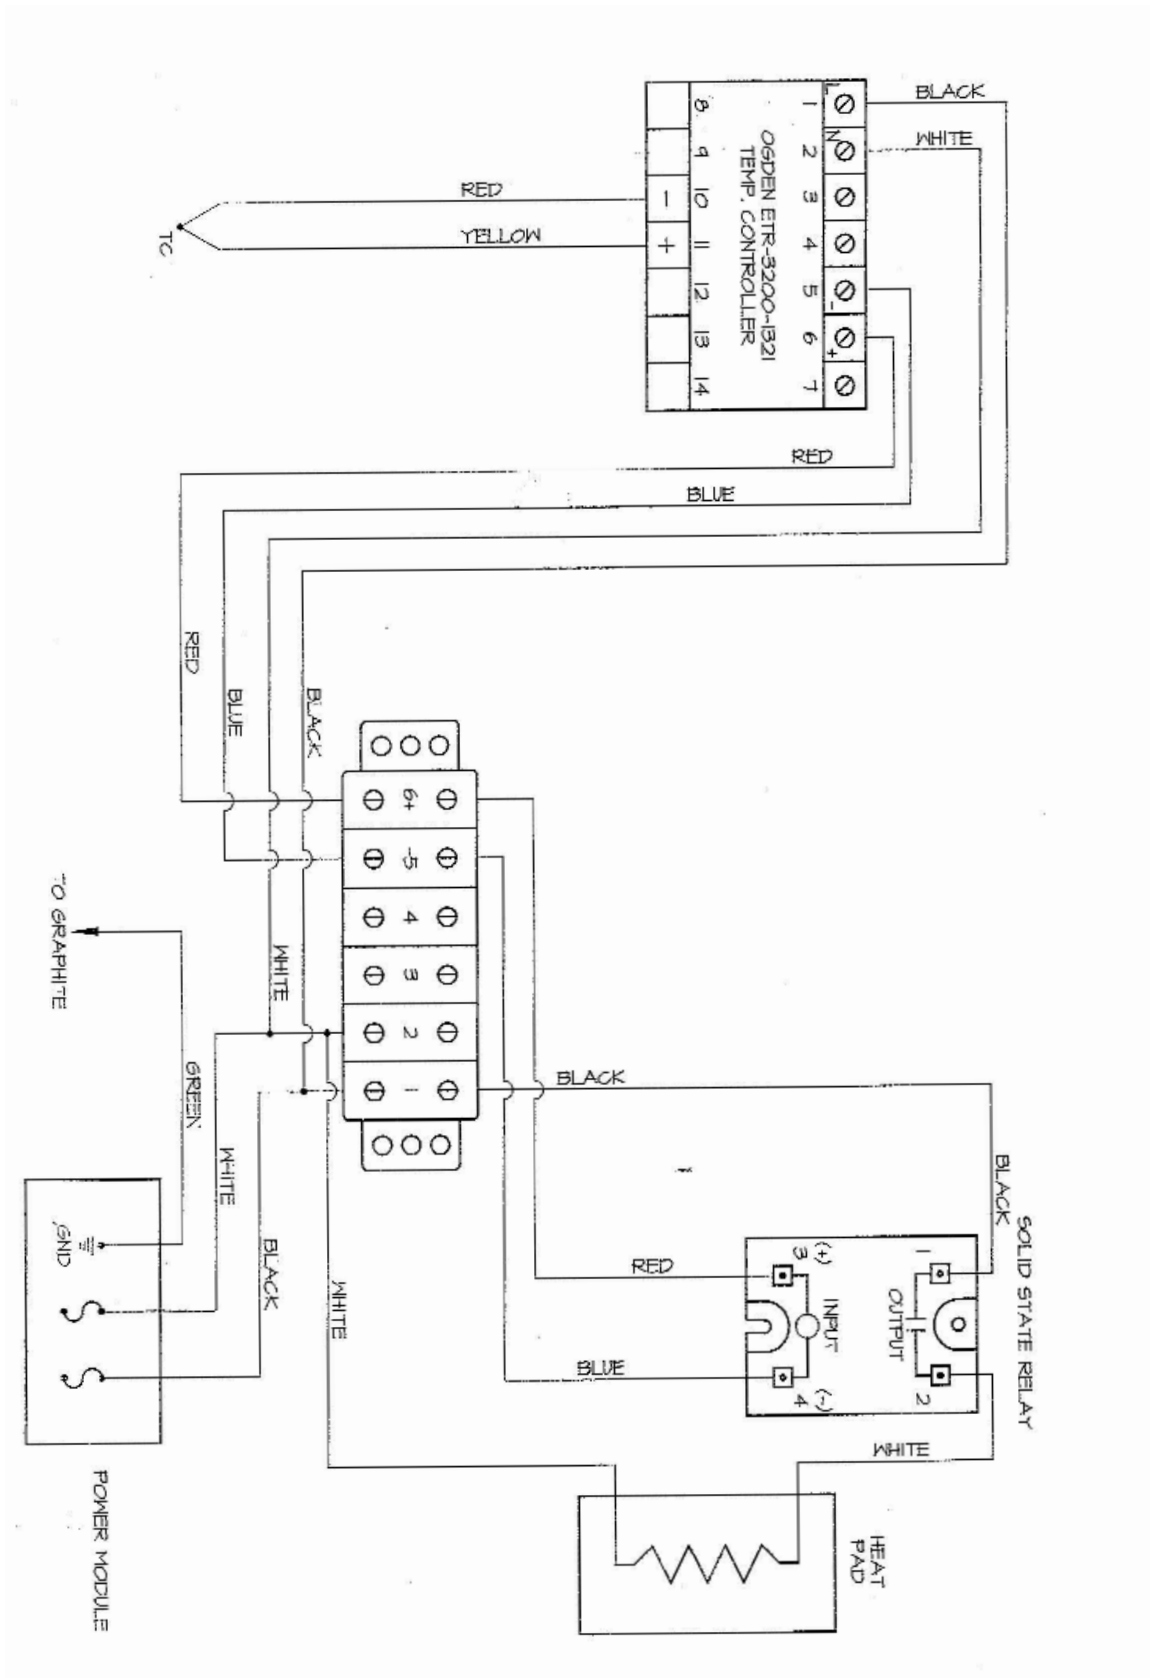 BLACK
WHITE
L
N
-
+
1
2
3
4
5
6
7
OGDEN ETR-3200-1321
TEMP. CONTROLLER
8
9
10
11
12
13
14
-
+
RED
YELLOW
TC
RED
BLUE
RED
BLUE
BLACK
WHITE
6+
-5
4
3
2
1
TO GRAPHITE
GREEN
WHITE
BLACK
WHITE
GND
POWER MODULE
BLACK
BLACK
SOLID STATE RELAY
RED
BLUE
3 (+)
INPUT
4 (-)
1
OUTPUT
2
WHITE
HEAT
PAD